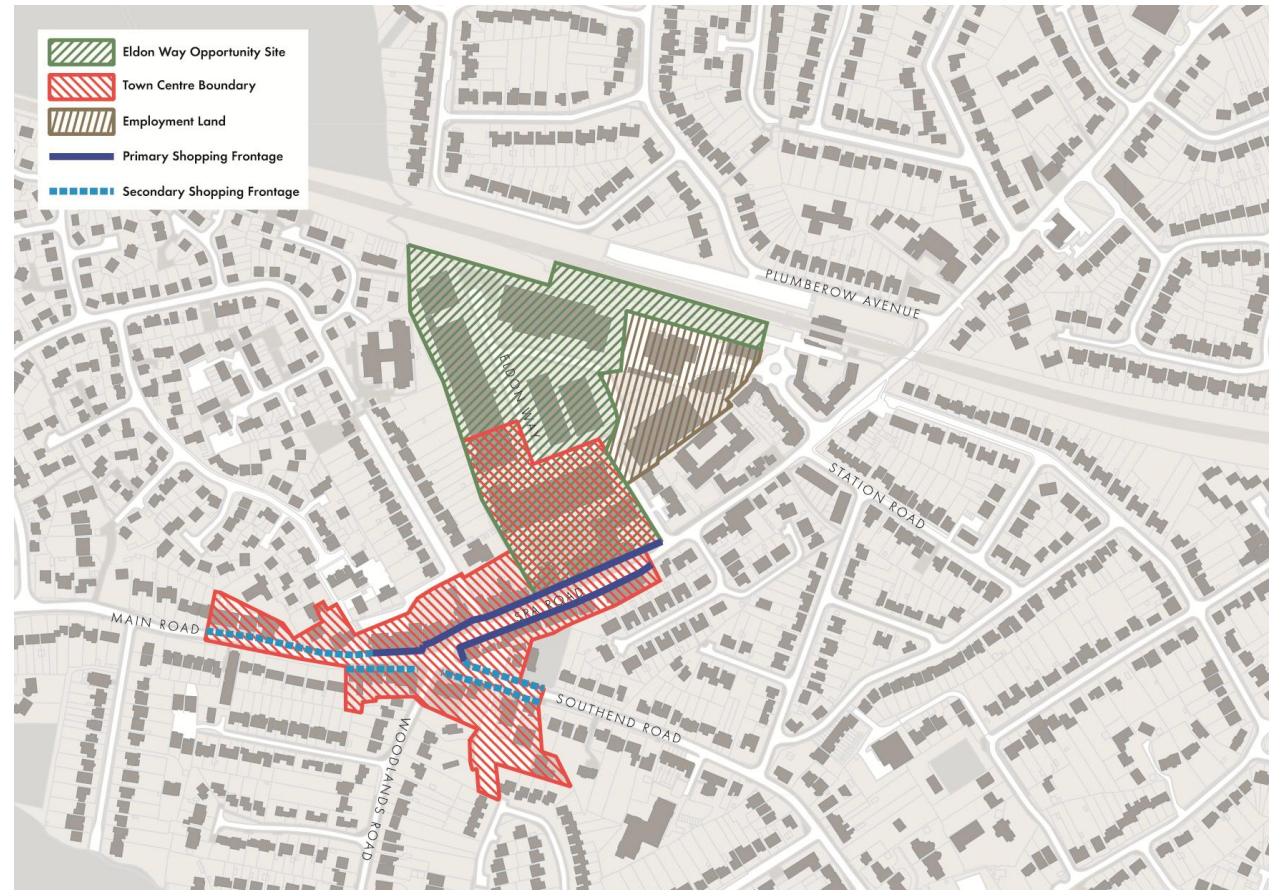 Eldon Way Opportunity Site
Town Centre Boundary
Employment Land
Primary Shopping Frontage
Secondary Shopping Frontage
PLUMBEROW AVENUE
ELDON WAY
STATION ROAD
SPA ROAD
MAIN ROAD
SOUTHEND ROAD
WOODLANDS ROAD